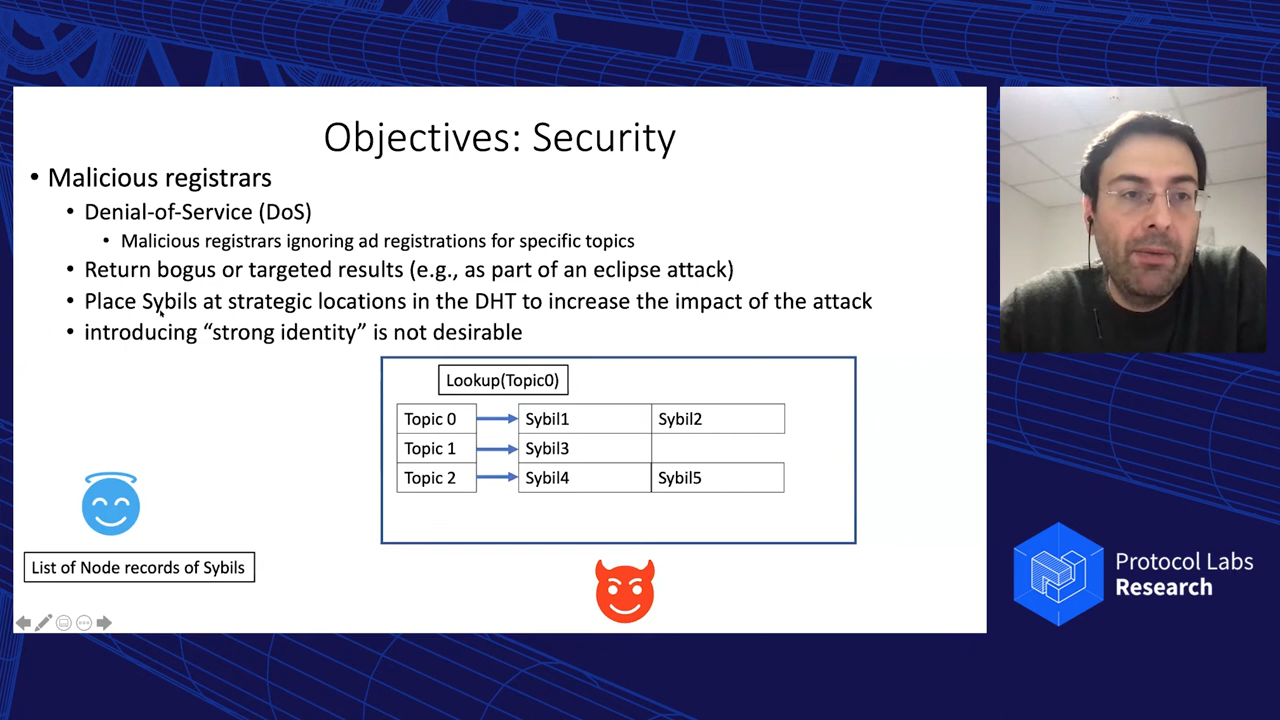 Objectives: Security
• Malicious registrars
• Denial-of-Service (DoS)
• Malicious registrars ignoring ad registrations for specific topics
• Return bogus or targeted results (e.g., as part of an eclipse attack)
• Place Sybils at strategic locations in the DHT to increase the impact of the attack
• introducing “strong identity” is not desirable
Lookup(Topic0)
Topic 0 Sybil1 Sybil2
Topic 1 Sybil3
Topic 2 Sybil4 Sybil5
List of Node records of Sybils
Protocol Labs
Research